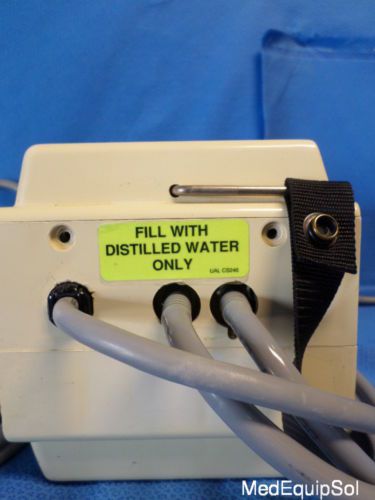 FILL WITH
DISTILLED WATER
ONLY
MedEquipSol